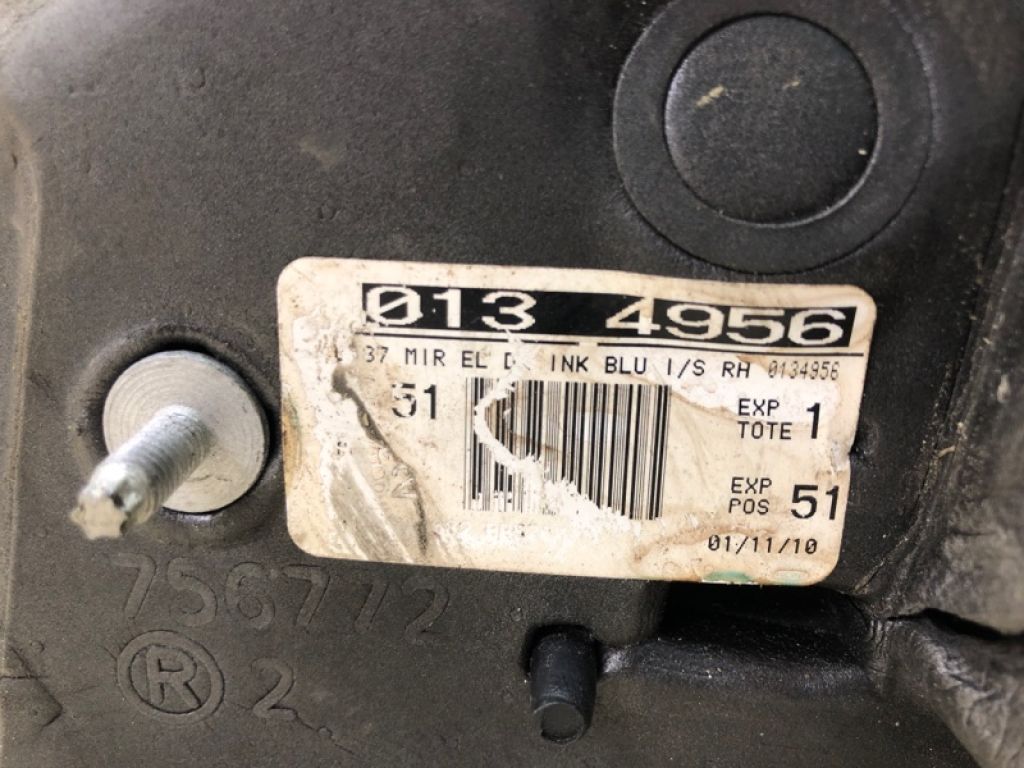 013 4956
37 MIR EL INK BLU I/S RH 0134956
51
EXP
TOTE 1
EXP
POS 51
01/11/10
756772
® 2